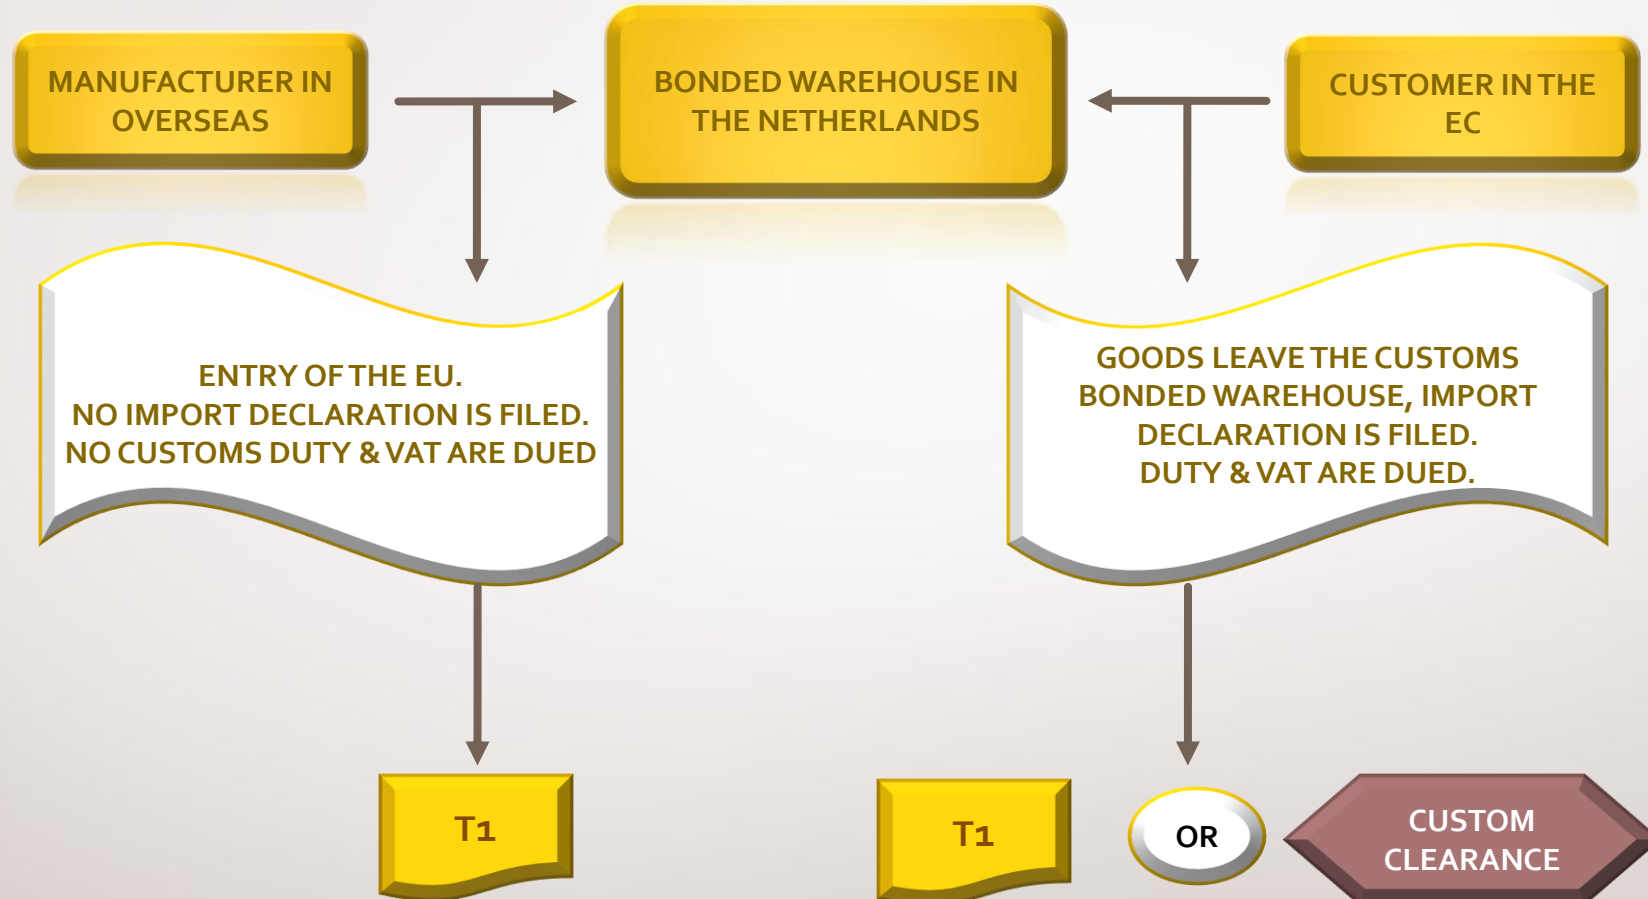 MANUFACTURER IN
OVERSEAS
BONDED WAREHOUSE IN
THE NETHERLANDS
CUSTOMER IN THE
EC
ENTRY OF THE EU.
NO IMPORT DECLARATION IS FILED.
NO CUSTOMS DUTY & VAT ARE DUED
GOODS LEAVE THE CUSTOMS
BONDED WAREHOUSE, IMPORT
DECLARATION IS FILED.
DUTY & VAT ARE DUED.
T1
T1
OR
CUSTOM
CLEARANCE